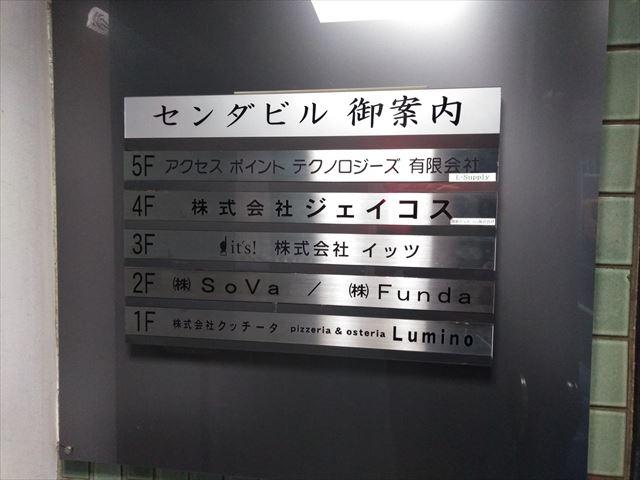 センダビル 御案内
5F アクセス ポイント テクノロジーズ 有限会社
L-Supply
4F 株式会社 ジェイコス
3F it's! 株式会社 イッツ
2F ㈱ SoVa / ㈱ Funda
1F 株式会社クッチータ pizzeria & osteria Lumino